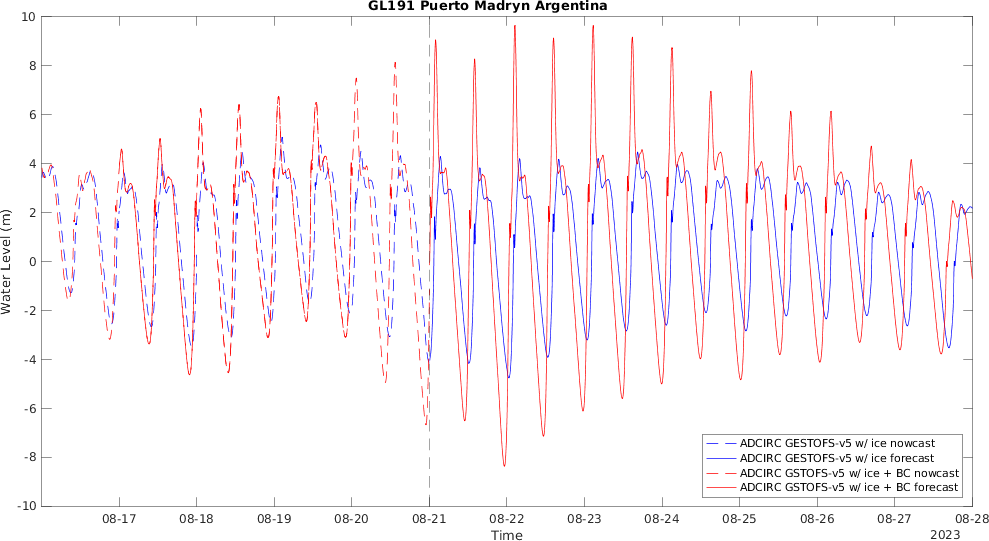 GL191 Puerto Madryn Argentina
10
8
6
4
2
0
-2
-4
-6
-8
-10
Water Level (m)
ADCIRC GESTOFS-v5 w/ ice nowcast
ADCIRC GESTOFS-v5 w/ ice forecast
ADCIRC GSTOFS-v5 w/ ice + BC nowcast
ADCIRC GSTOFS-v5 w/ ice + BC forecast
08-17 08-18 08-19 08-20 08-21 08-22 08-23 08-24 08-25 08-26 08-27 08-28
Time
2023